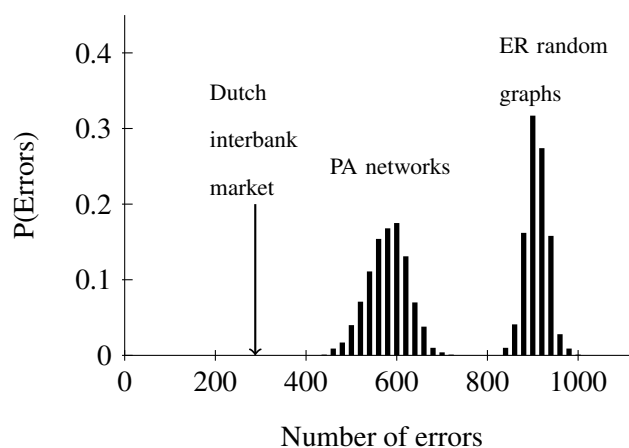 ER random
graphs
Dutch
interbank
market
PA networks
P(Errors)
0.4
0.3
0.2
0.1
0
0 200 400 600 800 1000
Number of errors